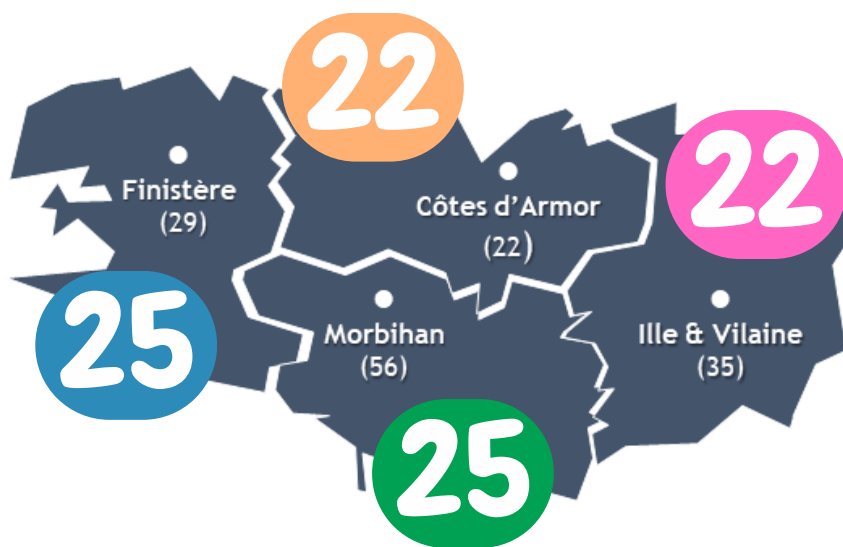 22
22
Finistère
(29)
Côtes d'Armor
(22)
25
Morbihan
(56)
Ille & Vilaine
(35)
25